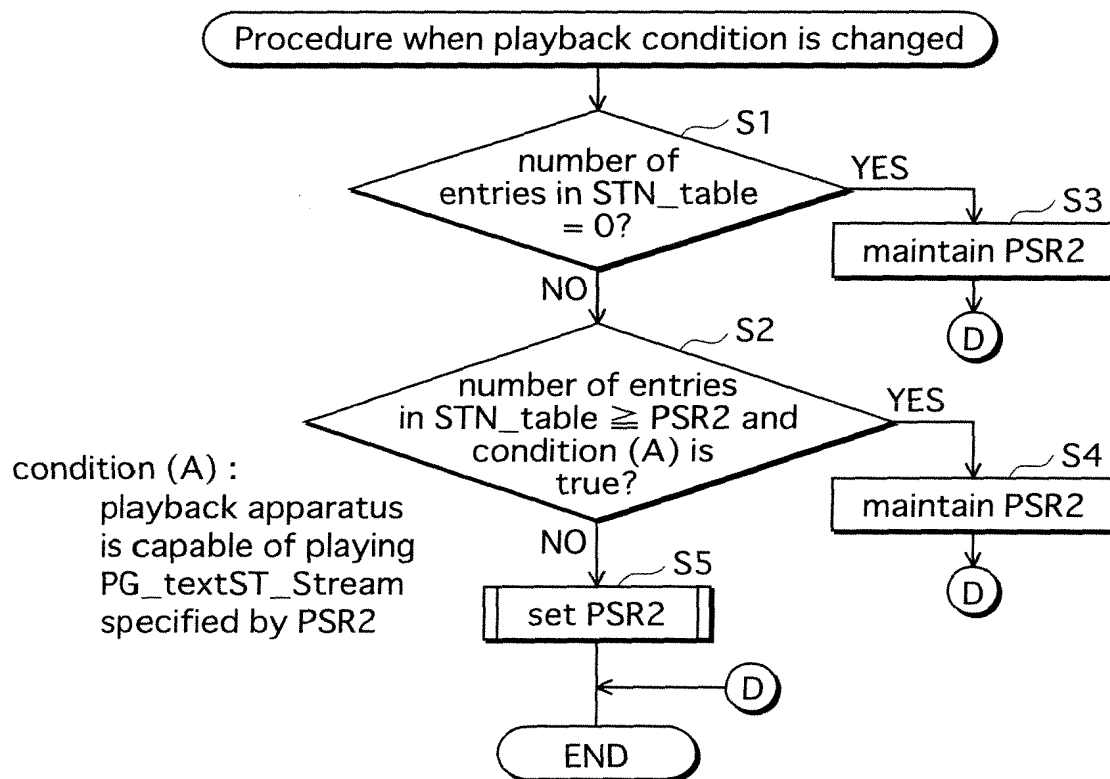 Procedure when playback condition is changed
S1
number of
entries in STN_table
= 0?
YES
S3
maintain PSR2
D
NO
S2
number of entries
in STN_table ≧ PSR2 and
condition (A) is
true?
YES
S4
maintain PSR2
D
condition (A) :
playback apparatus
is capable of playing
PG_textST_Stream
specified by PSR2
NO
S5
set PSR2
D
END